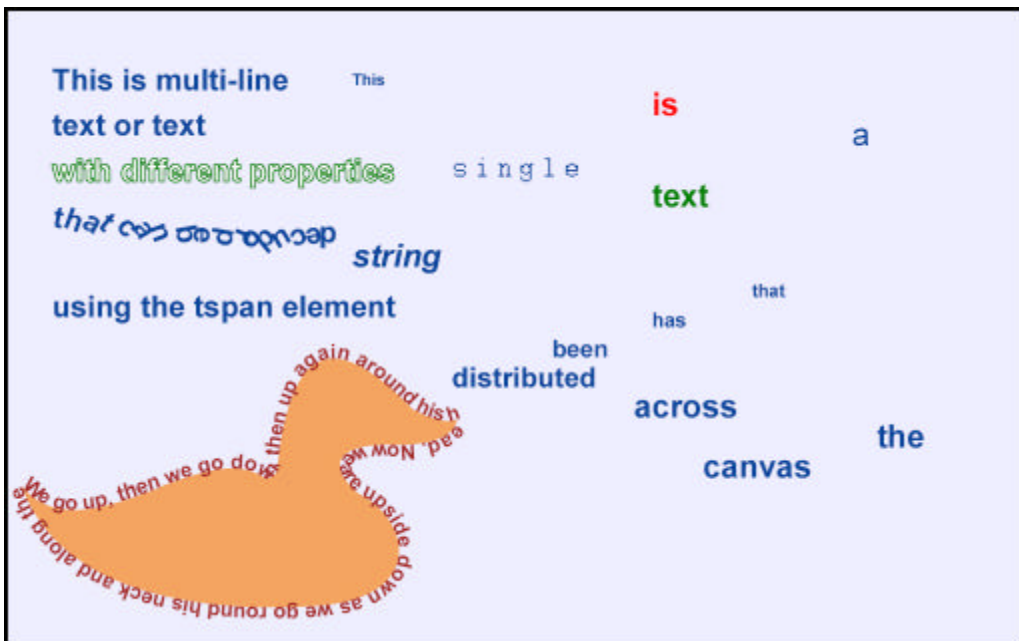 This is multi-line
text or text
with different properties
that can be
using the tspan element
This
is
a
single
text
string
that
has
been
distributed
across
the
canvas
We go up, then we go down, then up again around his head. Now we are upside down as we go round his neck and along the